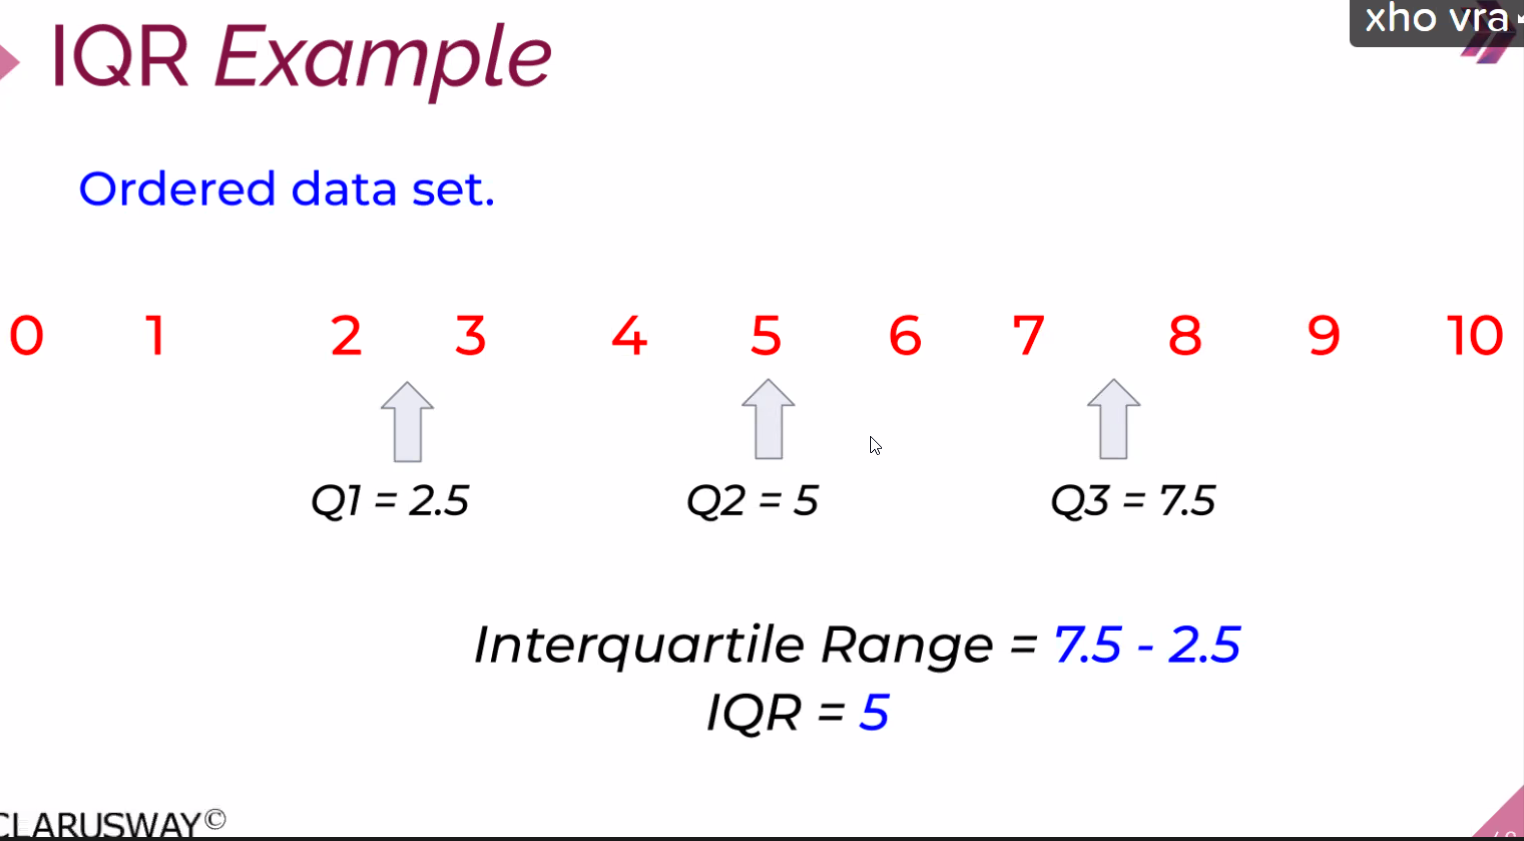 xho vra
IQR Example
Ordered data set.
0 1 2 3 4 5 6 7 8 9 10
Q1 = 2.5 Q2 = 5 Q3 = 7.5
Interquartile Range = 7.5 - 2.5
IQR = 5
CLARUSWAY©